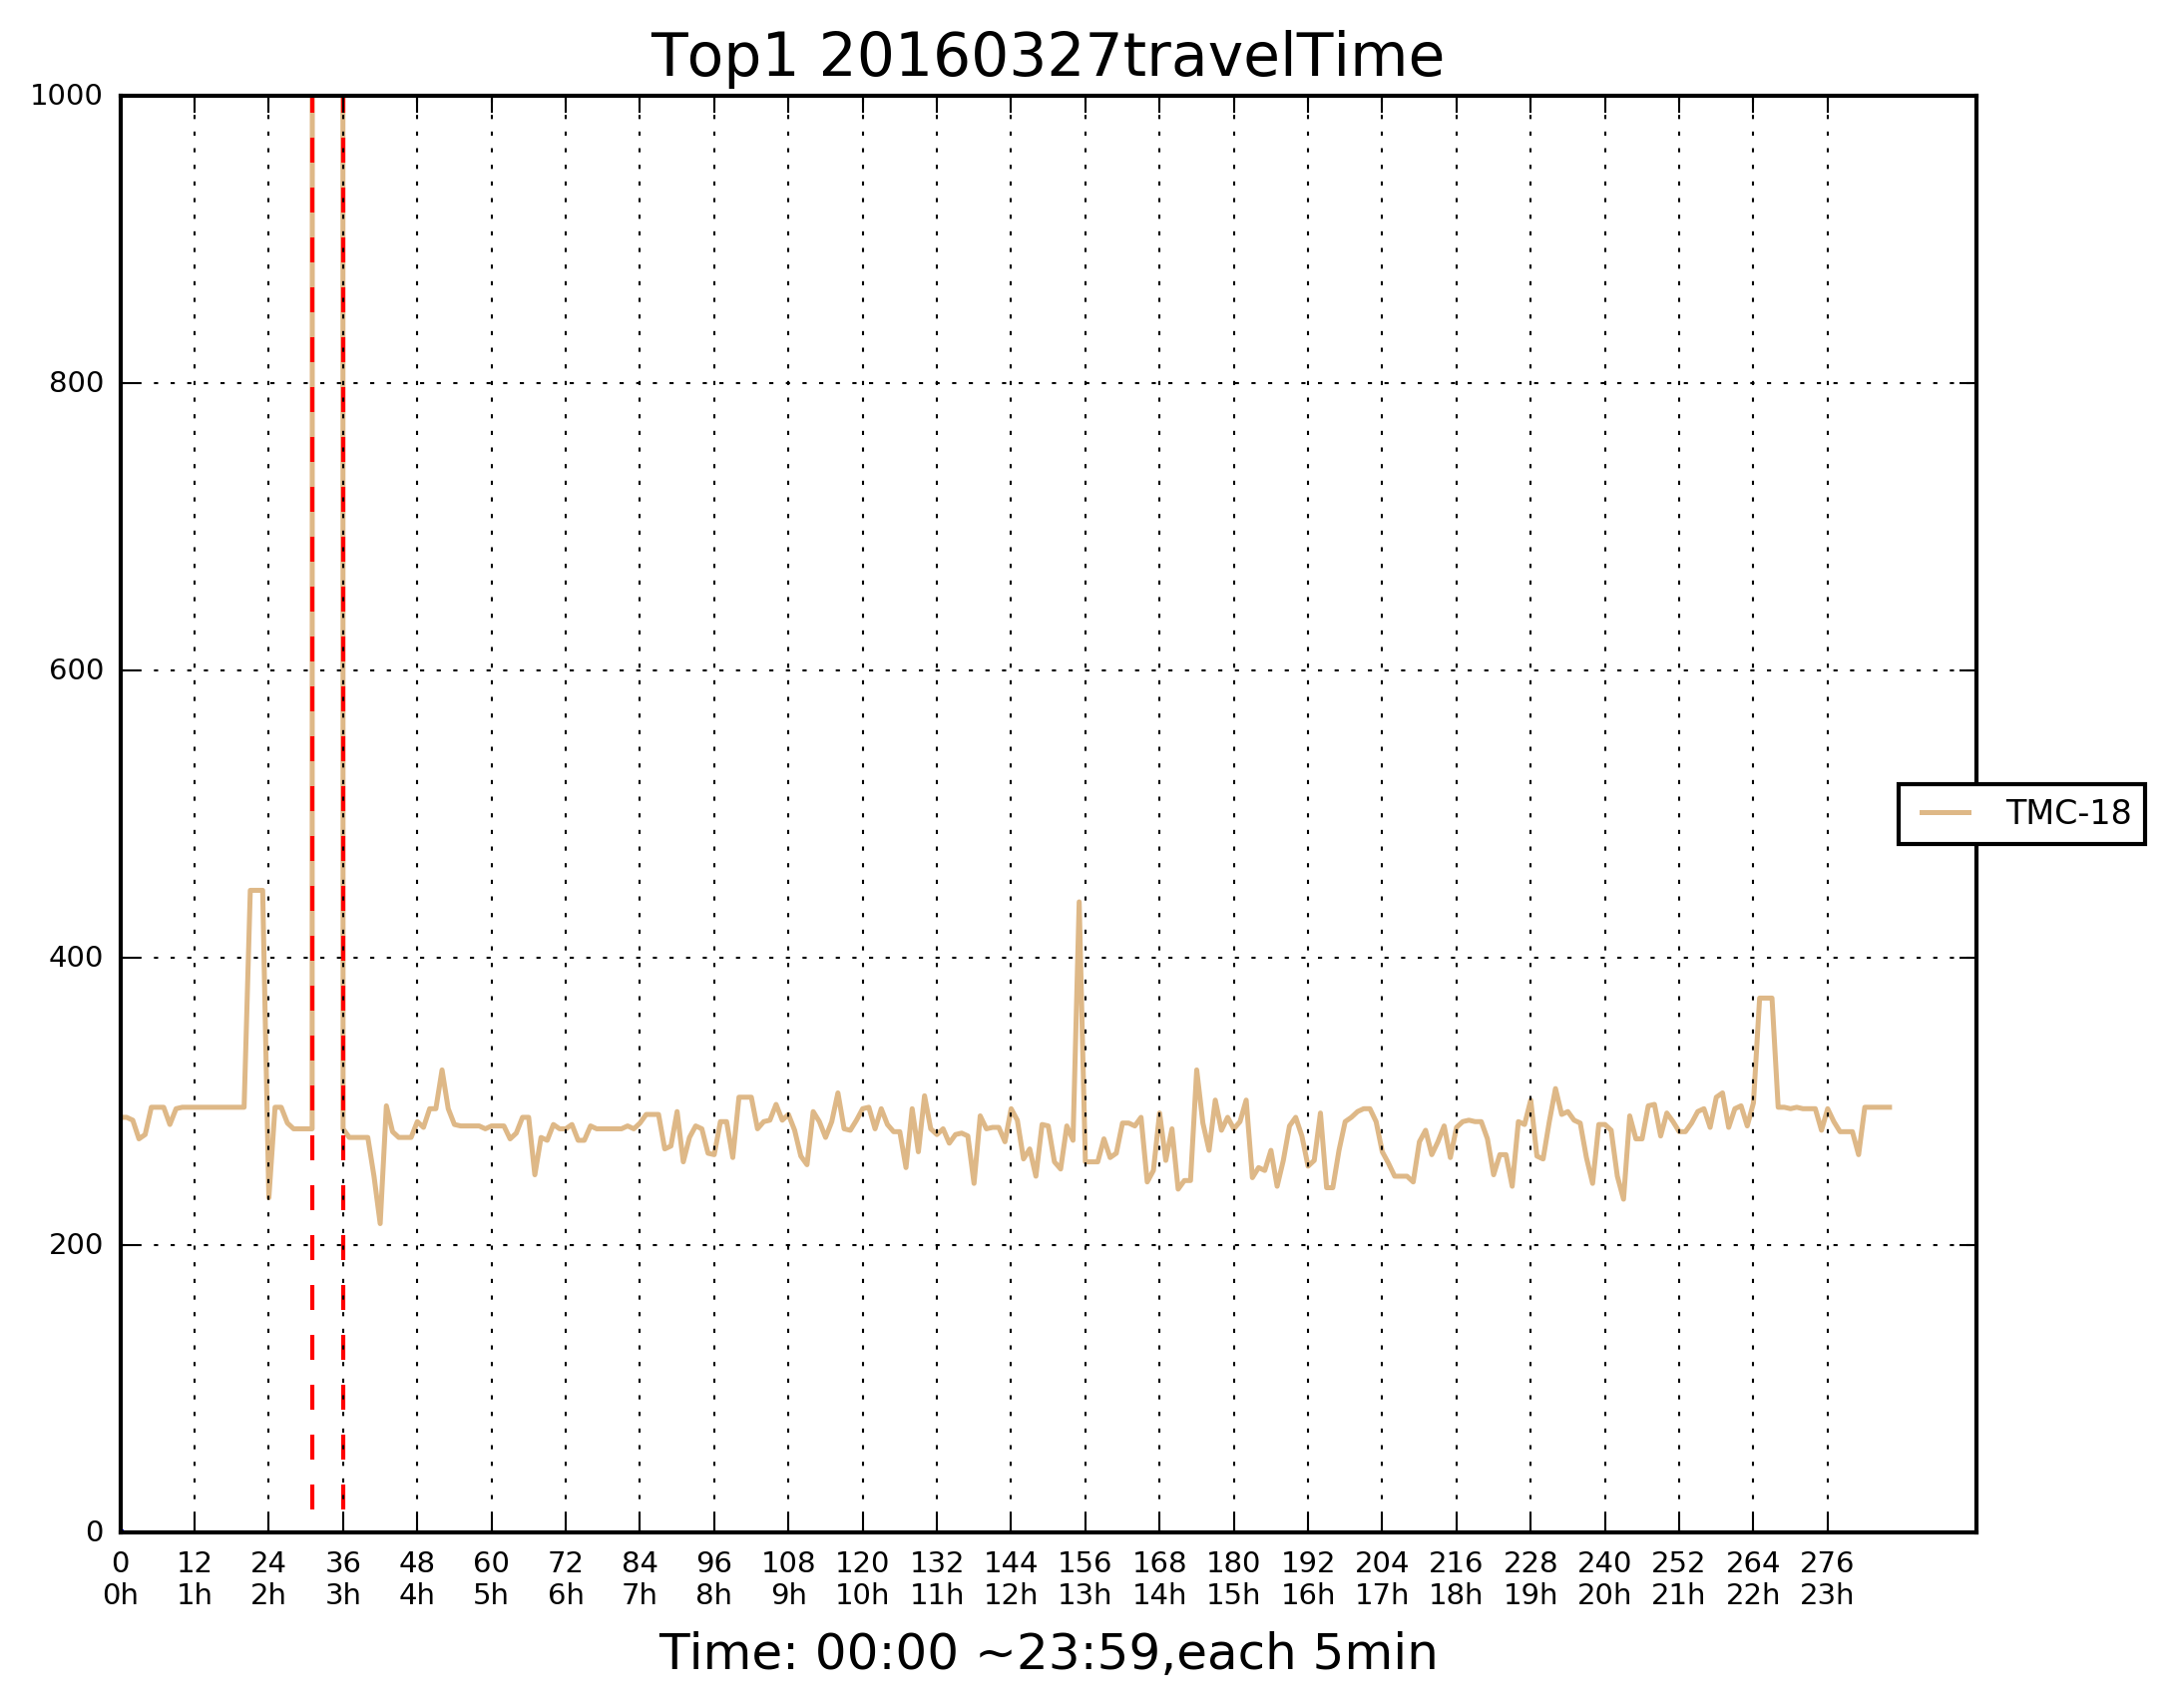 Top1 20160327travelTime
1000
800
600
400
200
0
TMC-18
0 12 24 36 48 60 72 84 96 108 120 132 144 156 168 180 192 204 216 228 240 252 264 276
0h 1h 2h 3h 4h 5h 6h 7h 8h 9h 10h 11h 12h 13h 14h 15h 16h 17h 18h 19h 20h 21h 22h 23h
Time: 00:00 ~23:59,each 5min